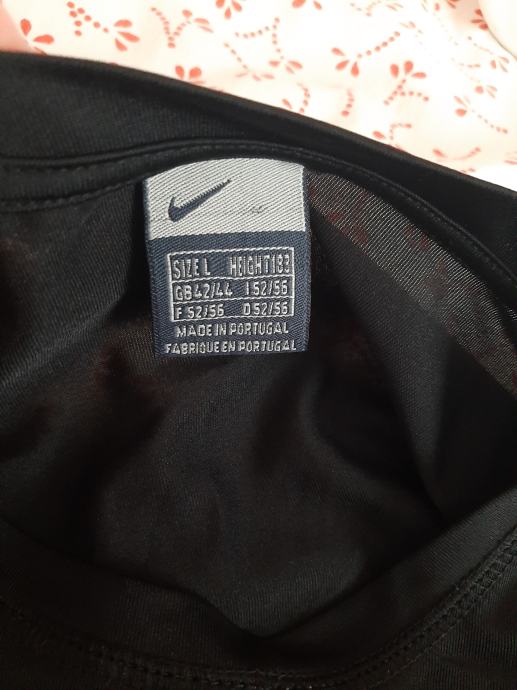 SIZE L HEIGHT 183
GB 42/44 I 52/56
F 52/56 D 52/56
MADE IN PORTUGAL
FABRIQUE EN PORTUGAL